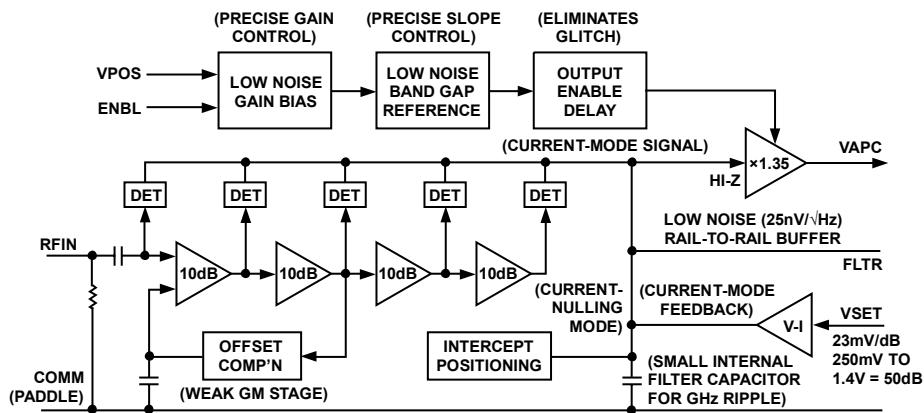 (PRECISE GAIN
CONTROL)
(PRECISE SLOPE
CONTROL)
(ELIMINATES
GLITCH)
VPOS
ENBL
LOW NOISE
GAIN BIAS
LOW NOISE
BAND GAP
REFERENCE
OUTPUT
ENABLE
DELAY
(CURRENT-MODE SIGNAL)
×1.35
HI-Z
VAPC
DET
DET
DET
DET
DET
RFIN
10dB
10dB
10dB
10dB
LOW NOISE (25nV/√Hz)
RAIL-TO-RAIL BUFFER
FLTR
(CURRENT-
NULLING
MODE)
(CURRENT-MODE
FEEDBACK)
V-I
VSET
23mV/dB
250mV TO
1.4V = 50dB
OFFSET
COMP'N
(WEAK GM STAGE)
INTERCEPT
POSITIONING
(SMALL INTERNAL
FILTER CAPACITOR
FOR GHz RIPPLE)
COMM
(PADDLE)